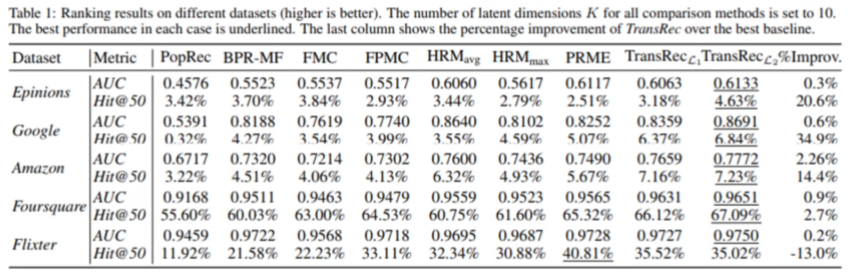 Table 1: Ranking results on different datasets (higher is better). The number of latent dimensions K for all comparison methods is set to 10.
The best performance in each case is underlined. The last column shows the percentage improvement of TransRec over the best baseline.
Dataset Metric PopRec BPR-MF FMC FPMC HRMavg HRMmax PRME TransRecL1 TransRecL2 %Improv.
Epinions AUC 0.4576 0.5523 0.5537 0.5517 0.6060 0.5617 0.6117 0.6063 0.6133 0.3%
Hit@50 3.42% 3.70% 3.84% 2.93% 3.44% 2.79% 2.51% 3.18% 4.63% 20.6%
Google AUC 0.5391 0.8188 0.7619 0.7740 0.8640 0.8102 0.8252 0.8359 0.8691 0.6%
Hit@50 0.32% 4.27% 3.54% 3.99% 3.55% 4.59% 5.07% 6.37% 6.84% 34.9%
Amazon AUC 0.6717 0.7320 0.7214 0.7302 0.7600 0.7436 0.7490 0.7659 0.7772 2.26%
Hit@50 3.22% 4.51% 4.06% 4.13% 6.32% 4.93% 5.67% 7.16% 7.23% 14.4%
Foursquare AUC 0.9168 0.9511 0.9463 0.9479 0.9559 0.9523 0.9565 0.9631 0.9651 0.9%
Hit@50 55.60% 60.03% 63.00% 64.53% 60.75% 61.60% 65.32% 66.12% 67.09% 2.7%
Flixter AUC 0.9459 0.9722 0.9568 0.9718 0.9695 0.9687 0.9728 0.9727 0.9750 0.2%
Hit@50 11.92% 21.58% 22.23% 33.11% 32.34% 30.88% 40.81% 35.52% 35.02% -13.0%